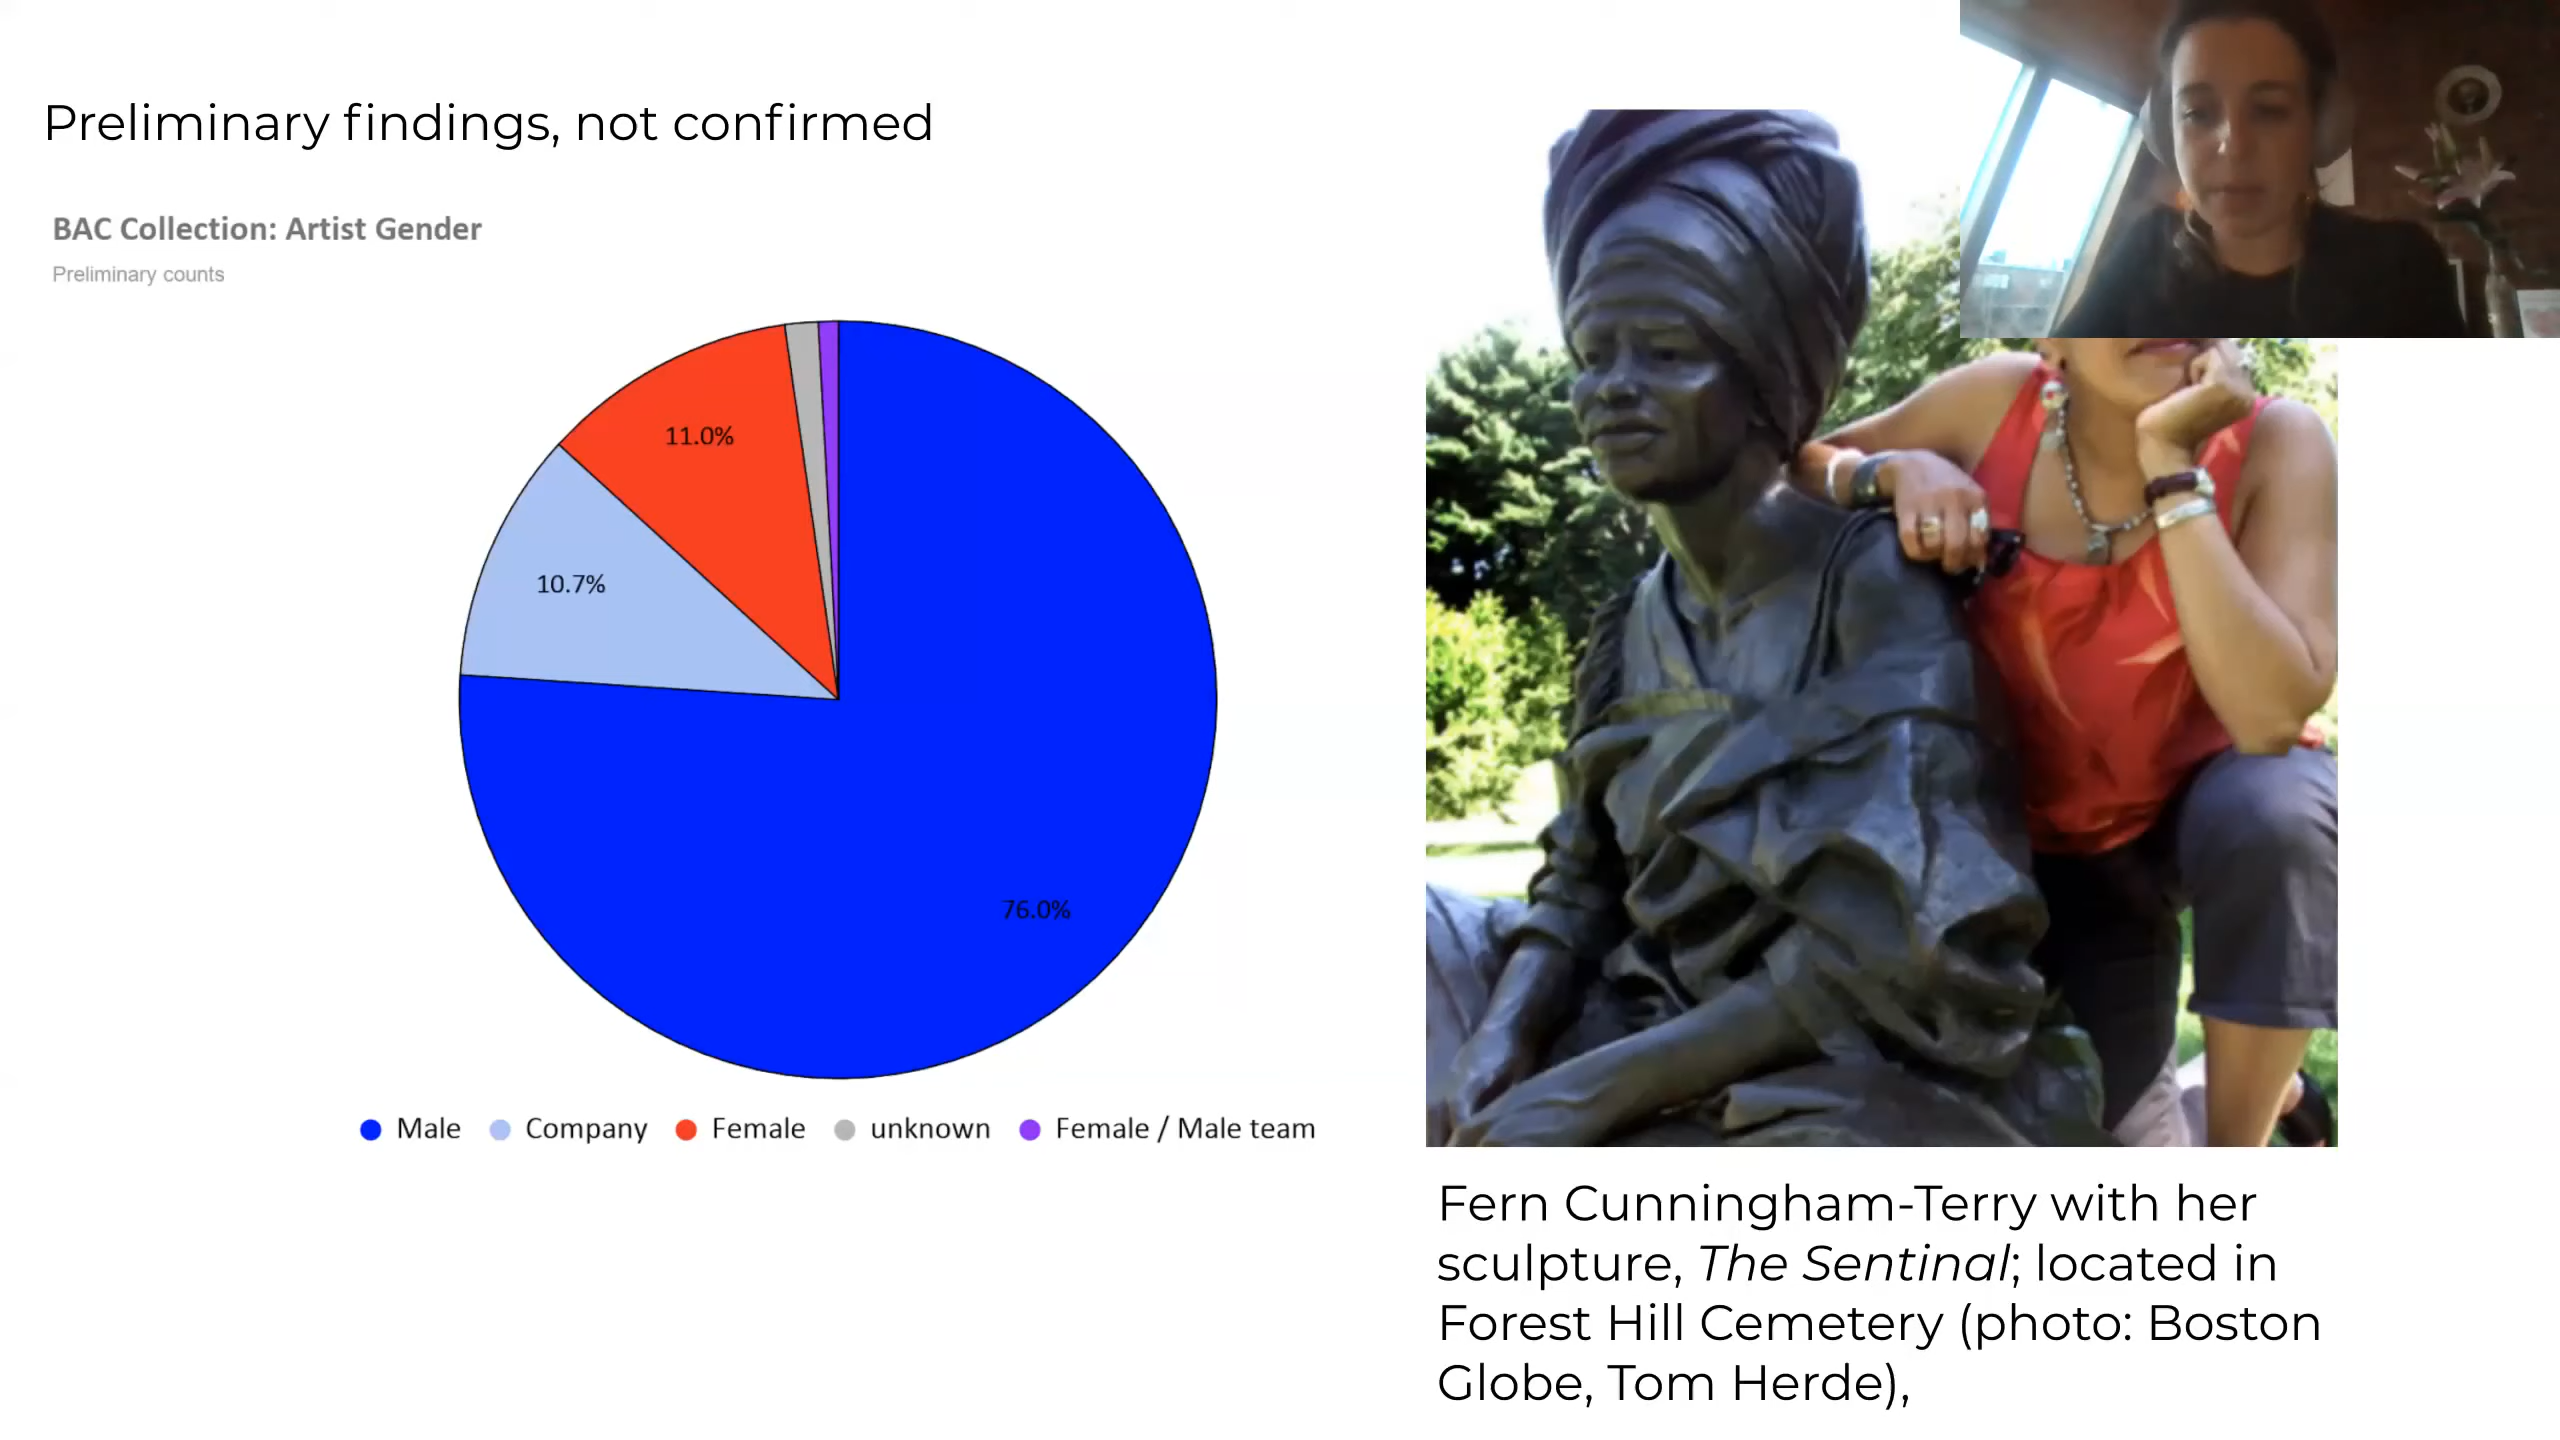 Preliminary findings, not confirmed
BAC Collection: Artist Gender
Preliminary counts
11.0%
10.7%
76.0%
Male Company Female unknown Female / Male team
Fern Cunningham-Terry with her
sculpture, The Sentinal; located in
Forest Hill Cemetery (photo: Boston
Globe, Tom Herde),